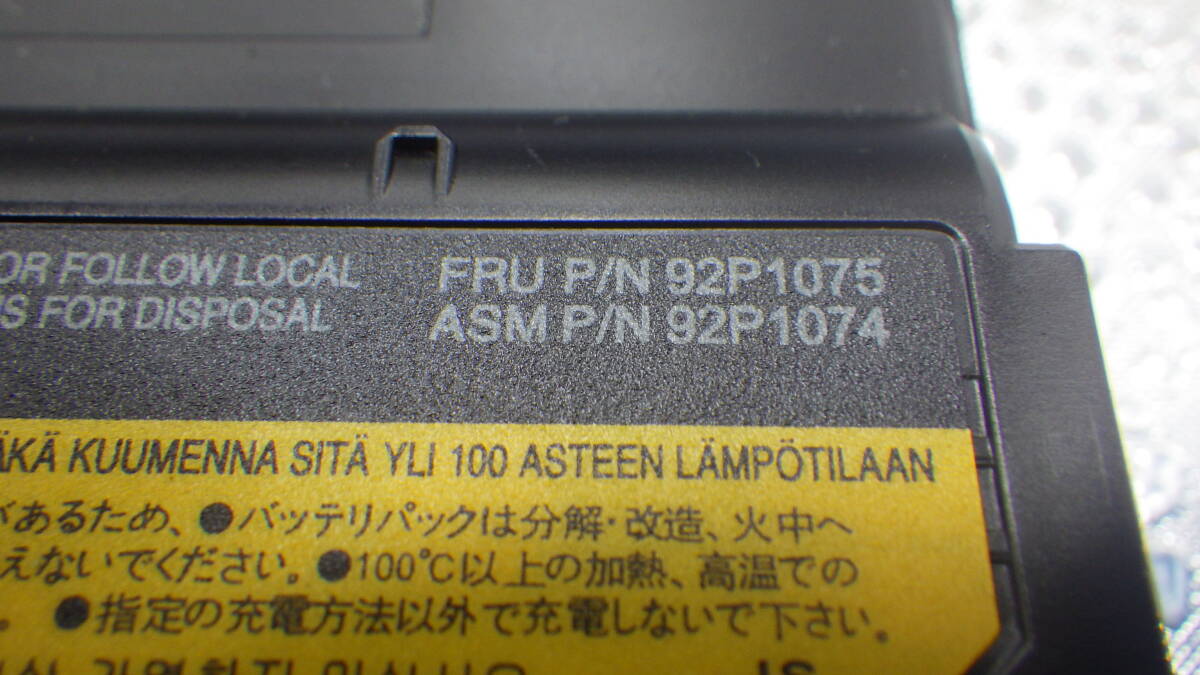 OR FOLLOW LOCAL
S FOR DISPOSAL
FRU P/N 92P1075
ASM P/N 92P1074
ÄKÄ KUUMENNA SITÄ YLI 100 ASTEEN LÄMPÖTILAAN
があるため、●バッテリパックは分解・改造、火中へ
えないでください。●100℃以上の加熱、高温での
。●指定の充電方法以外で充電しないで下さい。